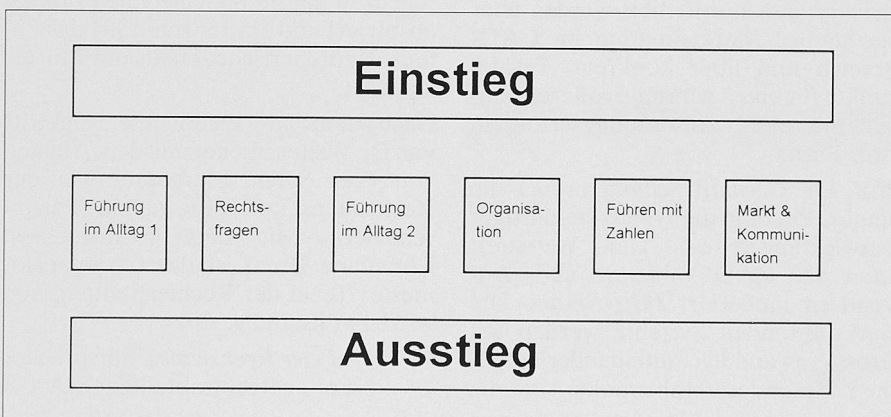 Einstieg
Führung
im Alltag 1
Rechts-
fragen
Führung
im Alltag 2
Organisa-
tion
Führen mit
Zahlen
Markt &
Kommuni-
kation
Ausstieg